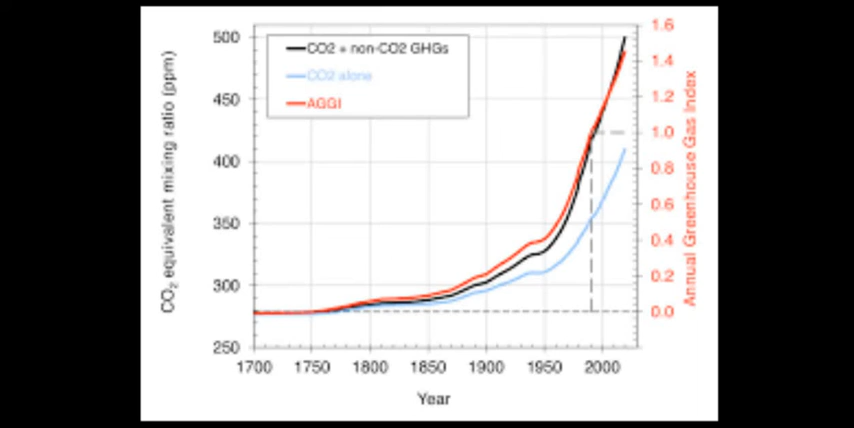 CO2 + non-CO2 GHGs
CO2 alone
AGGI
CO₂ equivalent mixing ratio (ppm)
500
450
400
350
300
250
1.6
1.4
1.2
1.0
0.8
0.6
0.4
0.2
0.0
Annual Greenhouse Gas Index
1700 1750 1800 1850 1900 1950 2000
Year